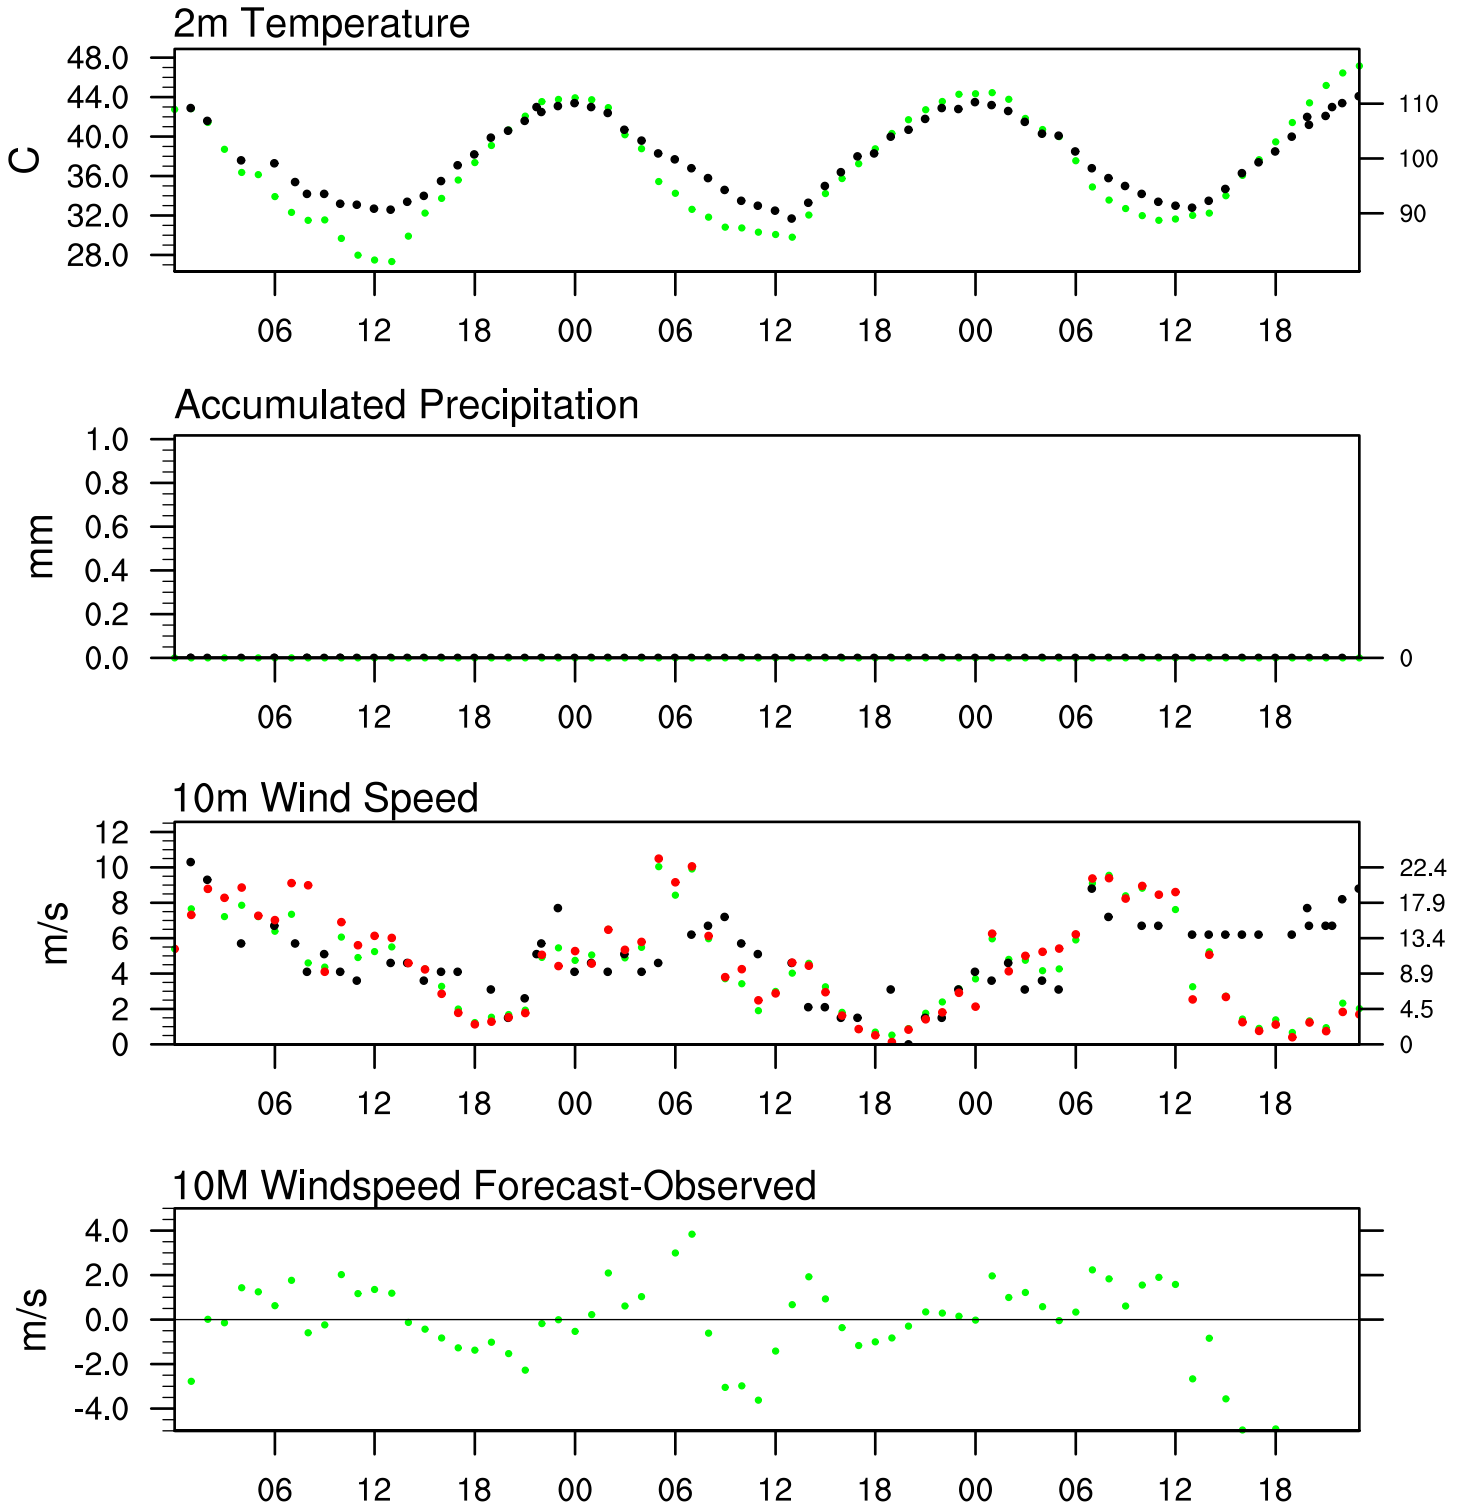 2m Temperature
48.0
44.0
110
40.0
C
100
36.0
32.0
90
28.0
06 12 18 00 06 12 18 00 06 12 18
Accumulated Precipitation
1.0
0.8
0.6
mm
0.4
0.2
0.0
0
06 12 18 00 06 12 18 00 06 12 18
10m Wind Speed
12
10
22.4
8
17.9
m/s
6
13.4
4
8.9
2
4.5
0
0
06 12 18 00 06 12 18 00 06 12 18
10M Windspeed Forecast-Observed
4.0
2.0
m/s
0.0
-2.0
-4.0
06 12 18 00 06 12 18 00 06 12 18